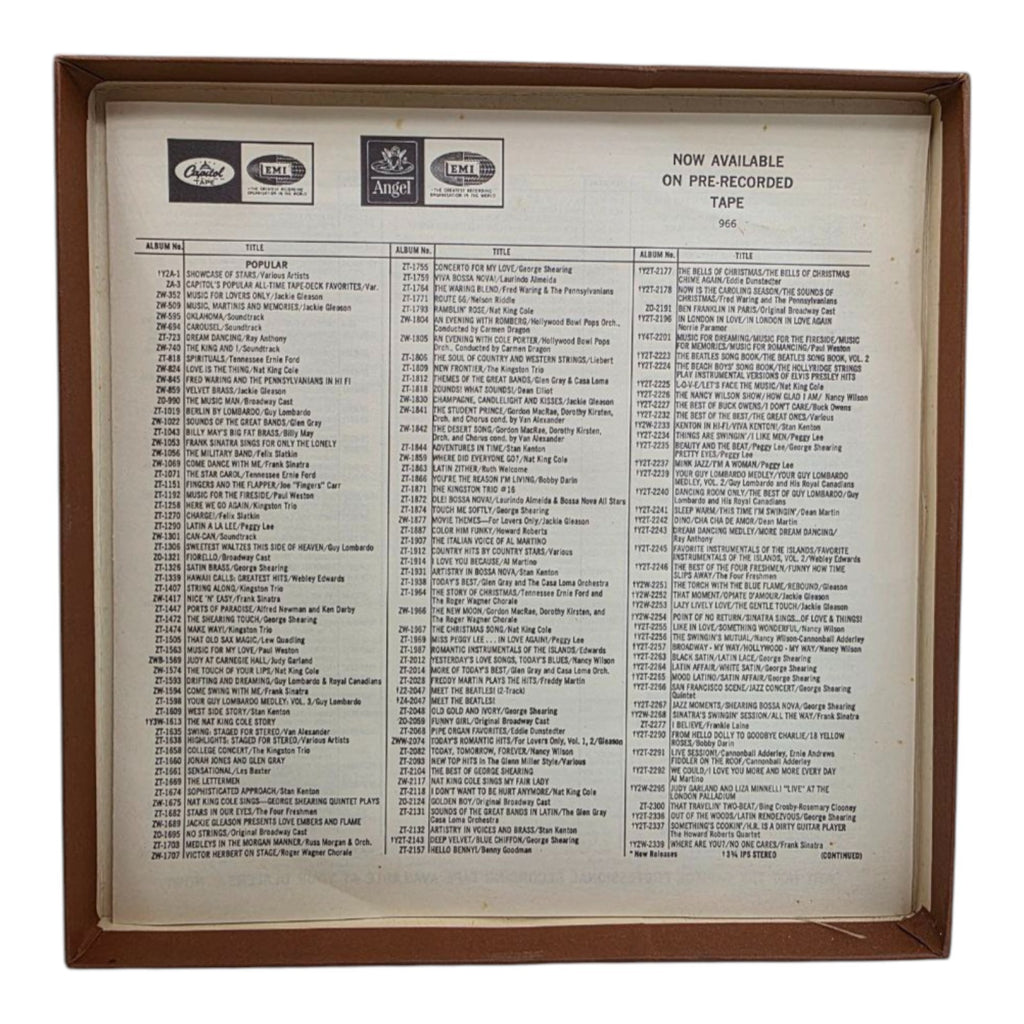 Capitol
TAPE
EMI
THE GREATEST RECORDING
ORGANISATION IN THE WORLD
Angel
EMI
THE GREATEST RECORDING
ORGANISATION IN THE WORLD
NOW AVAILABLE
ON PRE-RECORDED
TAPE
966
ALBUM No. TITLE
POPULAR
†Y2A-1 SHOWCASE OF STARS/Various Artists
ZA-3 CAPITOL'S POPULAR ALL-TIME TAPE-DECK FAVORITES/Var.
ZW-352 MUSIC FOR LOVERS ONLY/Jackie Gleason
ZW-509 MUSIC, MARTINIS AND MEMORIES/Jackie Gleason
ZW-595 OKLAHOMA/Soundtrack
ZW-694 CAROUSEL/Soundtrack
ZT-723 DREAM DANCING/Ray Anthony
ZW-740 THE KING AND I/Soundtrack
ZT-818 SPIRITUALS/Tennessee Ernie Ford
ZW-824 LOVE IS THE THING/Nat King Cole
ZW-845 FRED WARING AND THE PENNSYLVANIANS IN HI FI
ZW-859 VELVET BRASS/Jackie Gleason
ZO-990 THE MUSIC MAN/Broadway Cast
ZT-1019 BERLIN BY LOMBARDO/Guy Lombardo
ZW-1022 SOUNDS OF THE GREAT BANDS/Glen Gray
ZT-1043 BILLY MAY'S BIG FAT BRASS/Billy May
ZW-1053 FRANK SINATRA SINGS FOR ONLY THE LONELY
ZW-1056 THE MILITARY BAND/Felix Slatkin
ZW-1069 COME DANCE WITH ME/Frank Sinatra
ZT-1071 THE STAR CAROL/Tennessee Ernie Ford
ZT-1151 FINGERS AND THE FLAPPER/Joe "Fingers" Carr
ZT-1192 MUSIC FOR THE FIRESIDE/Paul Weston
ZT-1258 HERE WE GO AGAIN/Kingston Trio
ZT-1270 CHARGE!/Felix Slatkin
ZT-1290 LATIN A LA LEE/Peggy Lee
ZW-1301 CAN-CAN/Soundtrack
ZT-1306 SWEETEST WALTZES THIS SIDE OF HEAVEN/Guy Lombardo
ZO-1321 FIORELLO/Broadway Cast
ZT-1326 SATIN BRASS/George Shearing
ZT-1339 HAWAII CALLS: GREATEST HITS/Webley Edwards
ZT-1407 STRING ALONG/Kingston Trio
ZW-1417 NICE 'N' EASY/Frank Sinatra
ZT-1447 PORTS OF PARADISE/Alfred Newman and Ken Darby
ZT-1472 THE SHEARING TOUCH/George Shearing
ZT-1474 MAKE WAY!/Kingston Trio
ZT-1505 THAT OLD SAX MAGIC/Lew Quadling
ZT-1563 MUSIC FOR MY LOVE/Paul Weston
ZWB-1569 JUDY AT CARNEGIE HALL/Judy Garland
ZW-1574 THE TOUCH OF YOUR LIPS/Nat King Cole
ZT-1593 DRIFTING AND DREAMING/Guy Lombardo & Royal Canadians
ZW-1594 COME SWING WITH ME/Frank Sinatra
ZT-1598 YOUR GUY LOMBARDO MEDLEY: VOL. 3/Guy Lombardo
ZT-1609 WEST SIDE STORY/Stan Kenton
†Y3W-1613 THE NAT KING COLE STORY
ZT-1635 SWING: STAGED FOR STEREO/Van Alexander
ZT-1638 HIGHLIGHTS: STAGED FOR STEREO/Various Artists
ZT-1658 COLLEGE CONCERT/The Kingston Trio
ZT-1660 JONAH JONES AND GLEN GRAY
ZT-1661 SENSATIONAL/Les Baxter
ZT-1669 THE LETTERMEN
ZT-1674 SOPHISTICATED APPROACH/Stan Kenton
ZW-1675 NAT KING COLE SINGS—GEORGE SHEARING QUINTET PLAYS
ZT-1682 STARS IN OUR EYES/The Four Freshmen
ZW-1689 JACKIE GLEASON PRESENTS LOVE EMBERS AND FLAME
ZO-1695 NO STRINGS/Original Broadway Cast
ZT-1703 MEDLEYS IN THE MORGAN MANNER/Russ Morgan & Orch.
ZW-1707 VICTOR HERBERT ON STAGE/Roger Wagner Chorale
ALBUM No. TITLE
ZT-1755 CONCERTO FOR MY LOVE/George Shearing
ZT-1759 VIVA BOSSA NOVA!/Laurindo Almeida
ZT-1764 THE WARING BLEND/Fred Waring & The Pennsylvanians
ZT-1771 ROUTE 66/Nelson Riddle
ZT-1793 RAMBLIN' ROSE/Nat King Cole
ZW-1804 AN EVENING WITH ROMBERG/Hollywood Bowl Pops Orch.,
Conducted by Carmen Dragon
ZW-1805 AN EVENING WITH COLE PORTER/Hollywood Bowl Pops
Orch., Conducted by Carmen Dragon
ZT-1806 THE SOUL OF COUNTRY AND WESTERN STRINGS/Liebert
ZT-1809 NEW FRONTIER/The Kingston Trio
ZT-1812 THEMES OF THE GREAT BANDS/Glen Gray & Casa Loma
ZT-1818 ZOUNDS! WHAT SOUNDS!/Dean Elliot
ZW-1830 CHAMPAGNE, CANDLELIGHT AND KISSES/Jackie Gleason
ZW-1841 THE STUDENT PRINCE/Gordon MacRae, Dorothy Kirsten,
Orch. and Chorus cond. by Van Alexander
ZW-1842 THE DESERT SONG/Gordon MacRae, Dorothy Kirsten,
Orch. and Chorus cond. by Van Alexander
ZT-1844 ADVENTURES IN TIME/Stan Kenton
ZW-1859 WHERE DID EVERYONE GO?/Nat King Cole
ZT-1863 LATIN ZITHER/Ruth Welcome
ZT-1866 YOU'RE THE REASON I'M LIVING/Bobby Darin
ZT-1871 THE KINGSTON TRIO #16
ZT-1872 OLE! BOSSA NOVA!/Laurindo Almeida & Bossa Nova All Stars
ZT-1874 TOUCH ME SOFTLY/George Shearing
ZW-1877 MOVIE THEMES—For Lovers Only/Jackie Gleason
ZT-1887 COLOR HIM FUNKY/Howard Roberts
ZT-1907 THE ITALIAN VOICE OF AL MARTINO
ZT-1912 COUNTRY HITS BY COUNTRY STARS/Various
ZT-1914 I LOVE YOU BECAUSE/Al Martino
ZT-1931 ARTISTRY IN BOSSA NOVA/Stan Kenton
ZT-1938 TODAY'S BEST/Glen Gray and The Casa Loma Orchestra
ZT-1964 THE STORY OF CHRISTMAS/Tennessee Ernie Ford and
The Roger Wagner Chorale
ZW-1966 THE NEW MOON/Gordon MacRae, Dorothy Kirsten, and
The Roger Wagner Chorale
ZW-1967 THE CHRISTMAS SONG/Nat King Cole
ZT-1969 MISS PEGGY LEE . . . IN LOVE AGAIN!/Peggy Lee
ZT-1987 ROMANTIC INSTRUMENTALS OF THE ISLANDS/Edwards
ZT-2012 YESTERDAY'S LOVE SONGS, TODAY'S BLUES/Nancy Wilson
ZT-2014 MORE OF TODAY'S BEST/Glen Gray and Casa Loma Orch.
ZT-2028 FREDDY MARTIN PLAYS THE HITS/Freddy Martin
†ZZ-2047 MEET THE BEATLES! (2-Track)
*ZA-2047 MEET THE BEATLES!
ZT-2048 OLD GOLD AND IVORY/George Shearing
ZO-2059 FUNNY GIRL/Original Broadway Cast
ZT-2068 PIPE ORGAN FAVORITES/Eddie Dunstedter
ZWW-2074 TODAY'S ROMANTIC HITS/For Lovers Only, Vol. 1, 2/Gleason
ZT-2082 TODAY, TOMORROW, FOREVER/Nancy Wilson
ZT-2093 NEW TOP HITS In The Glenn Miller Style/Various
ZT-2104 THE BEST OF GEORGE SHEARING
ZW-2117 NAT KING COLE SINGS MY FAIR LADY
ZT-2118 I DON'T WANT TO BE HURT ANYMORE/Nat King Cole
ZO-2124 GOLDEN BOY/Original Broadway Cast
ZT-2131 SOUNDS OF THE GREAT BANDS IN LATIN/The Glen Gray
Casa Loma Orchestra
ZT-2132 ARTISTRY IN VOICES AND BRASS/Stan Kenton
†Y2T-2143 DEEP VELVET/BLUE CHIFFON/George Shearing
ZT-2157 HELLO BENNY!/Benny Goodman
ALBUM No. TITLE
†Y2T-2177 THE BELLS OF CHRISTMAS/THE BELLS OF CHRISTMAS
CHIME AGAIN/Eddie Dunstedter
†Y2T-2178 NOW IS THE CAROLING SEASON/THE SOUNDS OF
CHRISTMAS/Fred Waring and The Pennsylvanians
ZO-2191 BEN FRANKLIN IN PARIS/Original Broadway Cast
†Y2T-2196 IN LONDON IN LOVE/IN LONDON IN LOVE AGAIN
Norrie Paramor
†Y4T-2201 MUSIC FOR DREAMING/MUSIC FOR THE FIRESIDE/MUSIC
FOR MEMORIES/MUSIC FOR ROMANCING/Paul Weston
†Y2T-2223 THE BEATLES SONG BOOK/THE BEATLES SONG BOOK, VOL. 2
†Y2T-2224 THE BEACH BOYS' SONG BOOK/THE HOLLYRIDGE STRINGS
PLAY INSTRUMENTAL VERSIONS OF ELVIS PRESLEY HITS
†Y2T-2225 L-O-V-E/LET'S FACE THE MUSIC/Nat King Cole
†Y2T-2226 THE NANCY WILSON SHOW/HOW GLAD I AM/ Nancy Wilson
†Y2T-2227 THE BEST OF BUCK OWENS/I DON'T CARE/Buck Owens
†Y2T-2232 THE BEST OF THE BEST/THE GREAT ONES/Various
†Y2W-2233 KENTON IN HI-FI/VIVA KENTON!/Stan Kenton
†Y2T-2234 THINGS ARE SWINGIN'/I LIKE MEN/Peggy Lee
†Y2T-2235 BEAUTY AND THE BEAT/Peggy Lee/George Shearing
PRETTY EYES/Peggy Lee
†Y2T-2237 MINK JAZZ/I'M A WOMAN/Peggy Lee
†Y2T-2239 YOUR GUY LOMBARDO MEDLEY/YOUR GUY LOMBARDO
MEDLEY, VOL. 2/Guy Lombardo and His Royal Canadians
†Y2T-2240 DANCING ROOM ONLY/THE BEST OF GUY LOMBARDO/Guy
Lombardo and His Royal Canadians
†Y2T-2241 SLEEP WARM/THIS TIME I'M SWINGIN'/Dean Martin
†Y2T-2242 DINO/CHA CHA DE AMOR/Dean Martin
†Y2T-2243 DREAM DANCING MEDLEY/MORE DREAM DANCING/
Ray Anthony
†Y2T-2245 FAVORITE INSTRUMENTALS OF THE ISLANDS/FAVORITE
INSTRUMENTALS OF THE ISLANDS, VOL. 2/Webley Edwards
†Y2T-2246 THE BEST OF THE FOUR FRESHMEN/FUNNY HOW TIME
SLIPS AWAY/The Four Freshmen
†Y2W-2251 THE TORCH WITH THE BLUE FLAME/REBOUND/Gleason
†Y2W-2252 THAT MOMENT/OPIATE D'AMOUR/Jackie Gleason
†Y2W-2253 LAZY LIVELY LOVE/THE GENTLE TOUCH/Jackie Gleason
†Y2W-2254 POINT OF NO RETURN/SINATRA SINGS...OF LOVE & THINGS!
†Y2T-2255 LIKE IN LOVE/SOMETHING WONDERFUL/Nancy Wilson
†Y2T-2256 THE SWINGIN'S MUTUAL/Nancy Wilson-Cannonball Adderley
†Y2T-2257 BROADWAY - MY WAY/HOLLYWOOD - MY WAY/Nancy Wilson
†Y2T-2263 BLACK SATIN/LATIN LACE/George Shearing
†Y2T-2264 LATIN AFFAIR/WHITE SATIN/George Shearing
†Y2T-2265 MOOD LATINO/SATIN AFFAIR/George Shearing
†Y2T-2266 SAN FRANCISCO SCENE/JAZZ CONCERT/George Shearing
Quintet
†Y2T-2267 JAZZ MOMENTS/SHEARING BOSSA NOVA/George Shearing
†Y2W-2268 SINATRA'S SWINGIN' SESSION/ALL THE WAY/Frank Sinatra
ZT-2277 I BELIEVE/Frankie Laine
†Y2T-2290 FROM HELLO DOLLY TO GOODBYE CHARLIE/18 YELLOW
ROSES/Bobby Darin
†Y2T-2291 LIVE SESSION!/Cannonball Adderley, Ernie Andrews
FIDDLER ON THE ROOF/Cannonball Adderley
†Y2T-2292 WE COULD/I LOVE YOU MORE AND MORE EVERY DAY
Al Martino
†Y2W-2295 JUDY GARLAND AND LIZA MINNELLI "LIVE" AT THE
LONDON PALLADIUM
ZT-2300 THAT TRAVELIN' TWO-BEAT/Bing Crosby-Rosemary Clooney
†Y2T-2336 OUT OF THE WOODS/LATIN RENDEZVOUS/George Shearing
†Y2T-2337 SOMETHING'S COOKIN'/H.R. IS A DIRTY GUITAR PLAYER
The Howard Roberts Quartet
†Y2W-2339 WHERE ARE YOU?/NO ONE CARES/Frank Sinatra
* New Releases †3¾ IPS STEREO (CONTINUED)